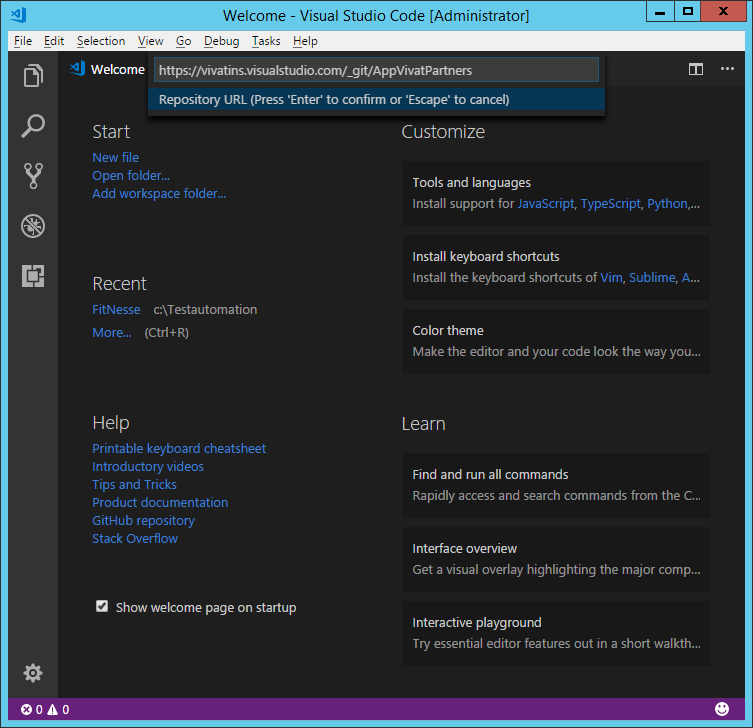 Welcome - Visual Studio Code [Administrator]
File Edit Selection View Go Debug Tasks Help
Welcome
https://vivatins.visualstudio.com/_git/AppVivatPartners
Repository URL (Press 'Enter' to confirm or 'Escape' to cancel)
Start
New file
Open folder...
Add workspace folder...
Recent
FitNesse c:\Testautomation
More... (Ctrl+R)
Help
Printable keyboard cheatsheet
Introductory videos
Tips and Tricks
Product documentation
GitHub repository
Stack Overflow
Show welcome page on startup
Customize
Tools and languages
Install support for JavaScript, TypeScript, Python,...
Install keyboard shortcuts
Install the keyboard shortcuts of Vim, Sublime, A...
Color theme
Make the editor and your code look the way you...
Learn
Find and run all commands
Rapidly access and search commands from the C...
Interface overview
Get a visual overlay highlighting the major comp...
Interactive playground
Try essential editor features out in a short walkth...
0 0